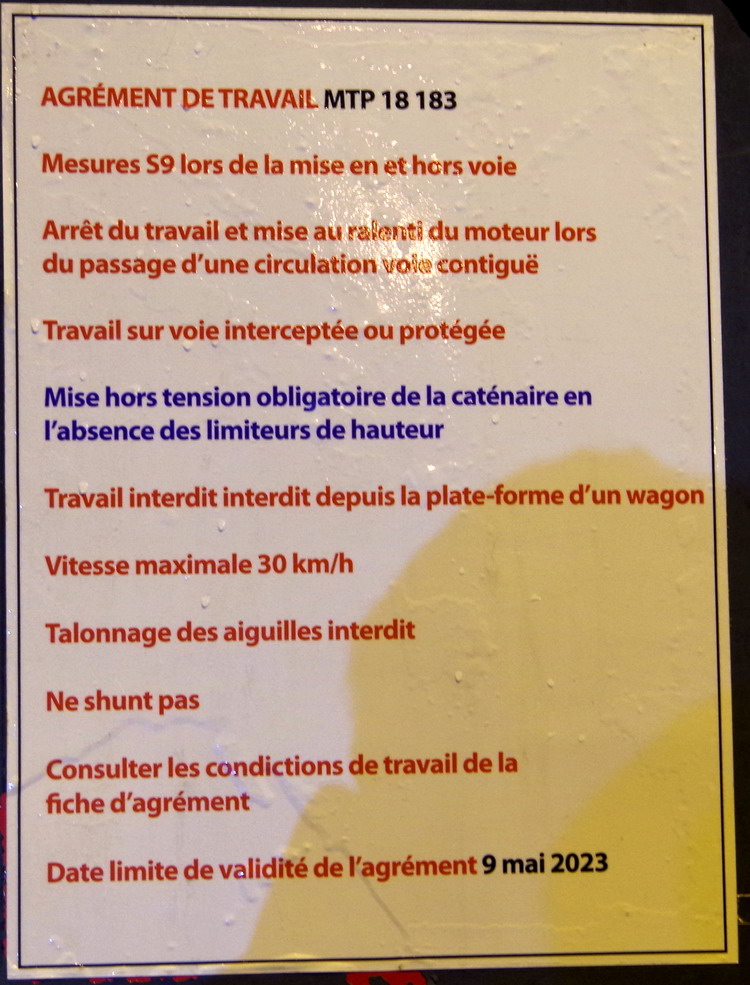 AGRÉMENT DE TRAVAIL MTP 18 183
Mesures S9 lors de la mise en et hors voie
Arrêt du travail et mise au ralenti du moteur lors
du passage d'une circulation voie contiguë
Travail sur voie interceptée ou protégée
Mise hors tension obligatoire de la caténaire en
l'absence des limiteurs de hauteur
Travail interdit interdit depuis la plate-forme d'un wagon
Vitesse maximale 30 km/h
Talonnage des aiguilles interdit
Ne shunt pas
Consulter les condictions de travail de la
fiche d'agrément
Date limite de validité de l'agrément 9 mai 2023